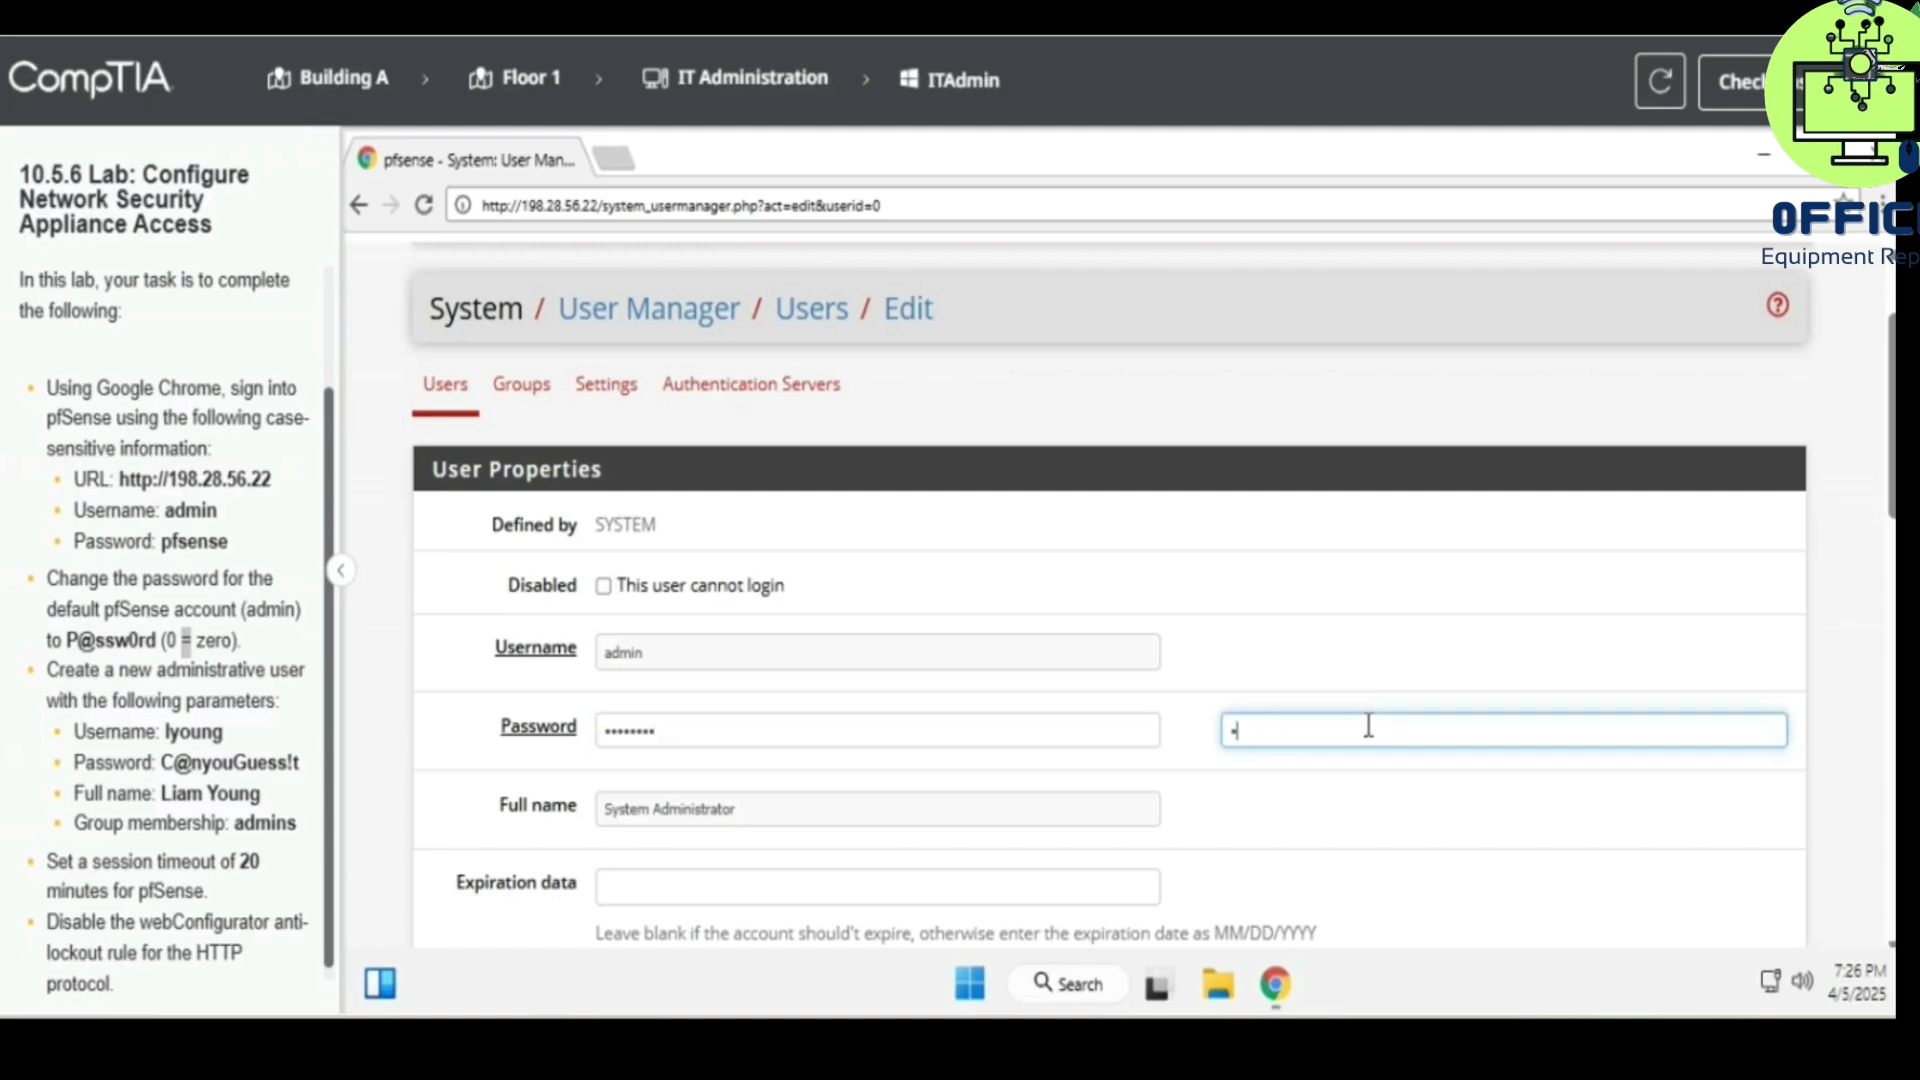 CompTIA
Building A > Floor 1 > IT Administration > ITAdmin
10.5.6 Lab: Configure
Network Security
Appliance Access
In this lab, your task is to complete
the following:
Using Google Chrome, sign into
pfSense using the following case-
sensitive information:
URL: http://198.28.56.22
Username: admin
Password: pfsense
Change the password for the
default pfSense account (admin)
to P@ssw0rd (0 = zero).
Create a new administrative user
with the following parameters:
Username: lyoung
Password: C@nyouGuess!t
Full name: Liam Young
Group membership: admins
Set a session timeout of 20
minutes for pfSense.
Disable the webConfigurator anti-
lockout rule for the HTTP
protocol.
pfsense - System: User Man...
http://198.28.56.22/system_usermanager.php?act=edit&userid=0
System / User Manager / Users / Edit
Users Groups Settings Authentication Servers
User Properties
Defined by SYSTEM
Disabled This user cannot login
Username admin
Password ••••••••
Full name System Administrator
Expiration data
Leave blank if the account should't expire, otherwise enter the expiration date as MM/DD/YYYY
Search
7:26 PM
4/5/2025
Equipment